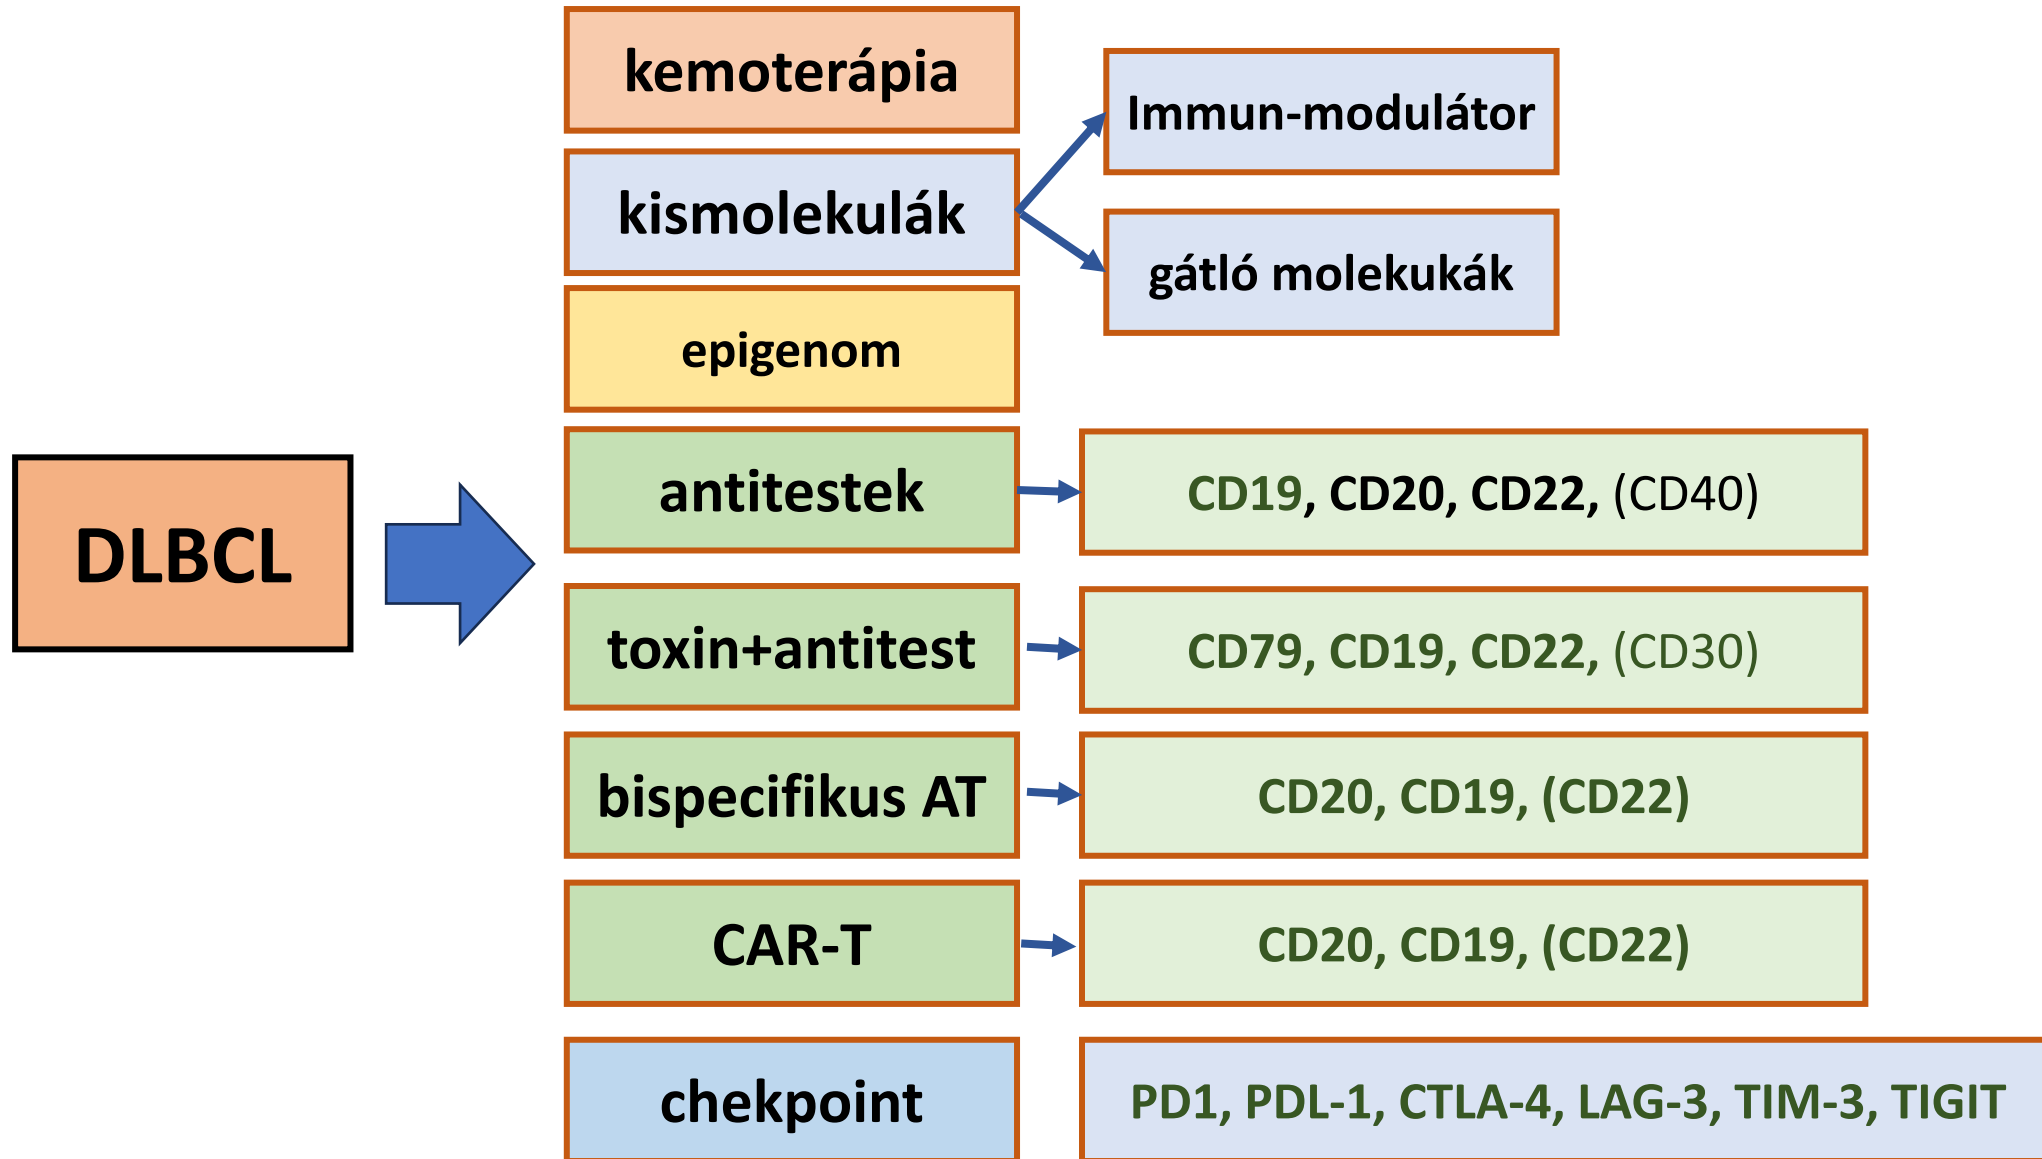 kemoterápia
Immun-modulátor
kismolekulák
gátló molekukák
epigenom
DLBCL
antitestek
CD19, CD20, CD22, (CD40)
toxin+antitest
CD79, CD19, CD22, (CD30)
bispecifikus AT
CD20, CD19, (CD22)
CAR-T
CD20, CD19, (CD22)
chekpoint
PD1, PDL-1, CTLA-4, LAG-3, TIM-3, TIGIT